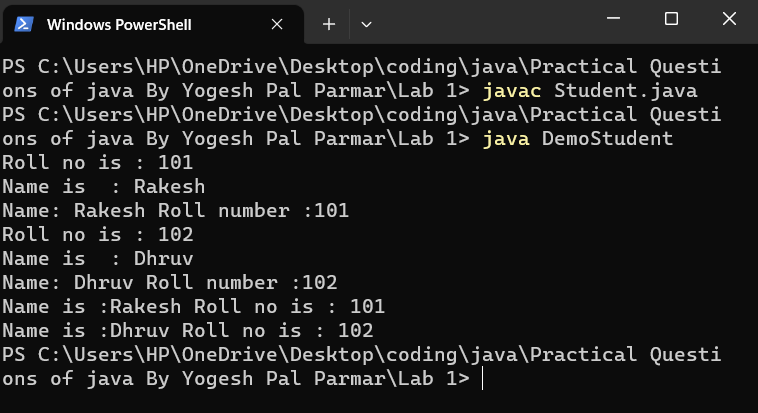 Windows PowerShell
PS C:\Users\HP\OneDrive\Desktop\coding\java\Practical Questi
ons of java By Yogesh Pal Parmar\Lab 1> javac Student.java
PS C:\Users\HP\OneDrive\Desktop\coding\java\Practical Questi
ons of java By Yogesh Pal Parmar\Lab 1> java DemoStudent
Roll no is : 101
Name is  : Rakesh
Name: Rakesh Roll number :101
Roll no is : 102
Name is  : Dhruv
Name: Dhruv Roll number :102
Name is :Rakesh Roll no is : 101
Name is :Dhruv Roll no is : 102
PS C:\Users\HP\OneDrive\Desktop\coding\java\Practical Questi
ons of java By Yogesh Pal Parmar\Lab 1>